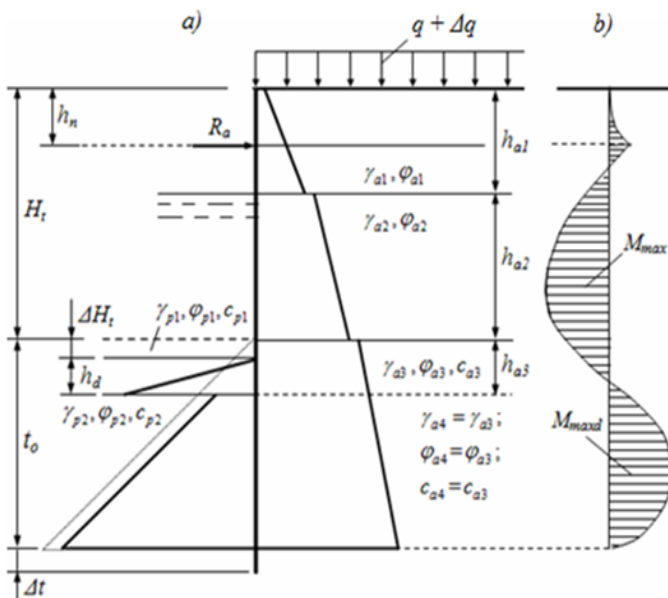 a)
q + Δq
b)
h_n
R_a
h_a1
γ_a1, φ_a1
H_t
γ_a2, φ_a2
h_a2
M_max
ΔH_t
γ_p1, φ_p1, c_p1
h_d
γ_a3, φ_a3, c_a3
h_a3
γ_p2, φ_p2, c_p2
γ_a4 = γ_a3;
M_maxd
t_o
φ_a4 = φ_a3;
c_a4 = c_a3
Δt